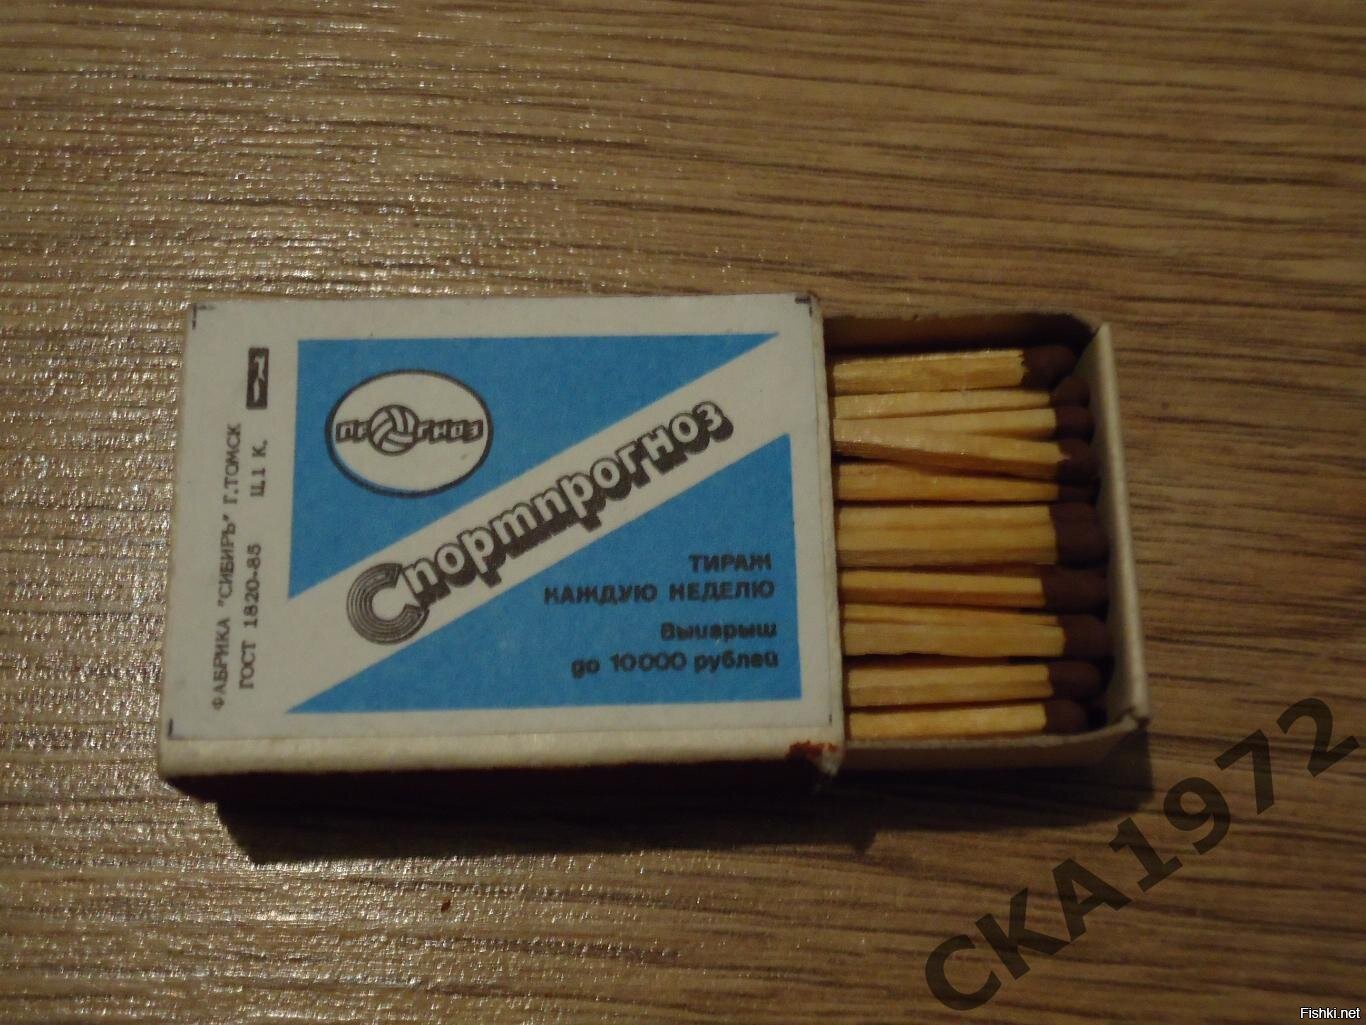 ФАБРИКА "СИБИРЬ" Г.ТОМСК
ГОСТ 1820-85 Ц.1 К.
ПРОГНОЗ
Спортпрогноз
ТИРАЖ
КАЖДУЮ НЕДЕЛЮ
Выигрыш
до 10000 рублей
СКА1972
Fishki.net